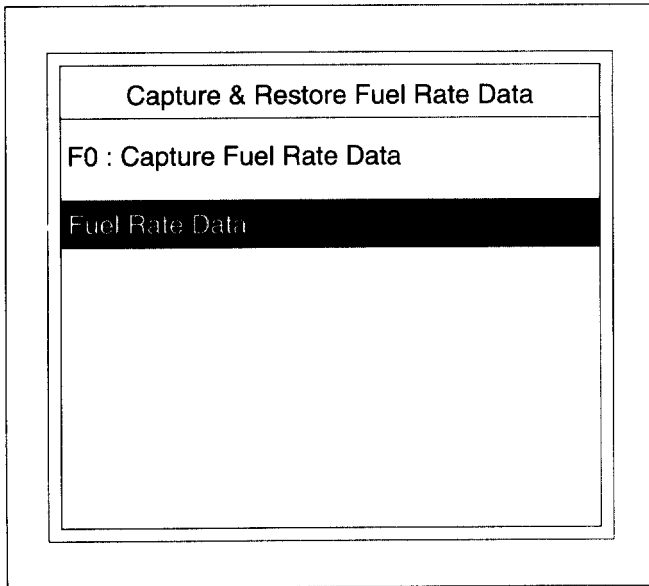 Capture & Restore Fuel Rate Data
F0 : Capture Fuel Rate Data
Fuel Rate Data